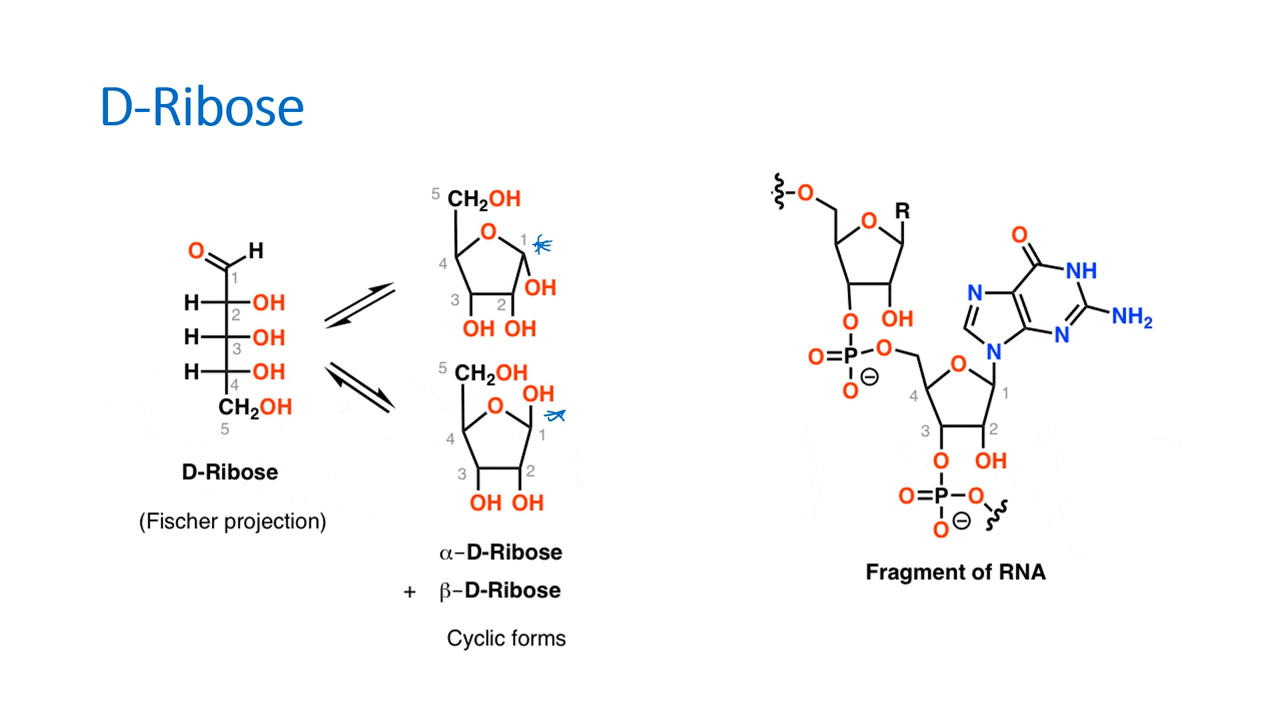 D-Ribose
O H
1
H OH
2
H OH
3
H OH
4
CH2OH
5
D-Ribose
(Fischer projection)
5 CH2OH
O 1
4
OH
3 2
OH OH
5 CH2OH
OH
O
4 1
3 2
OH OH
α-D-Ribose
+ β-D-Ribose
Cyclic forms
O
O R
O OH
O=P O
O ⊖
O
N NH
N NH2
N
O
4 1
3 2
O OH
O=P-O
O ⊖
Fragment of RNA